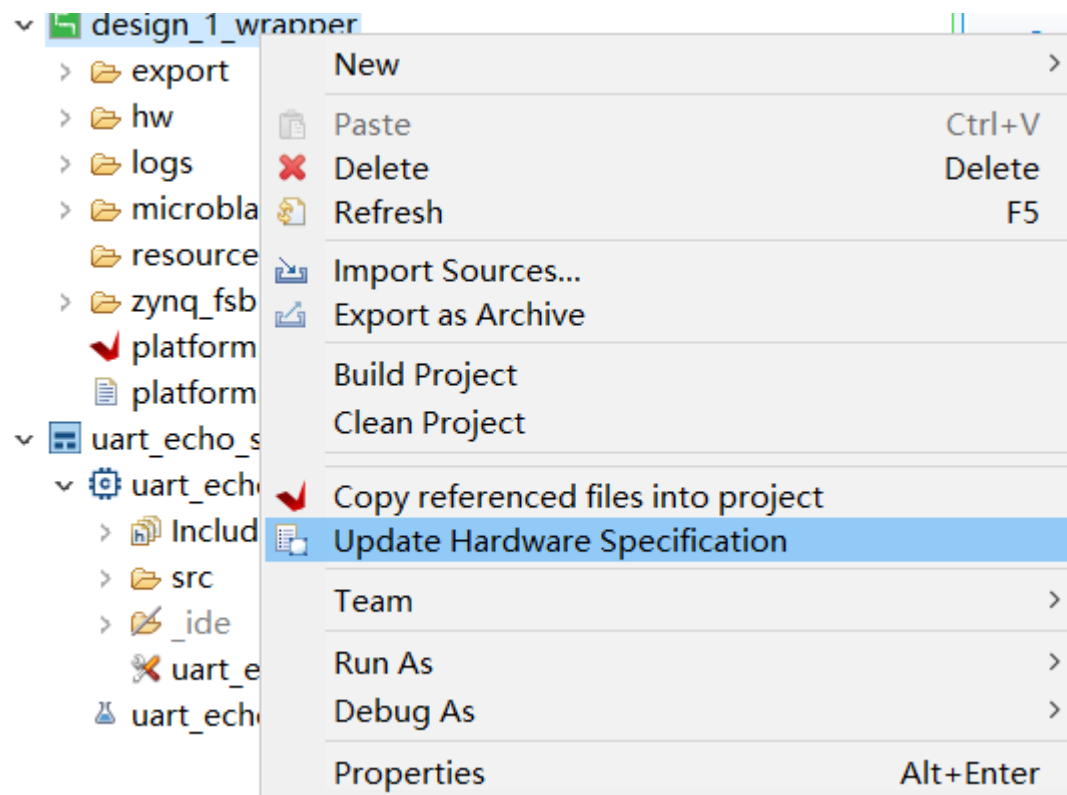 design_1_wrapper
export
hw
logs
microbla
resource
zynq_fsb
platform
platform
uart_echo_s
uart_ech
Includ
src
_ide
uart_e
uart_ech
New
Paste Ctrl+V
Delete Delete
Refresh F5
Import Sources...
Export as Archive
Build Project
Clean Project
Copy referenced files into project
Update Hardware Specification
Team
Run As
Debug As
Properties Alt+Enter